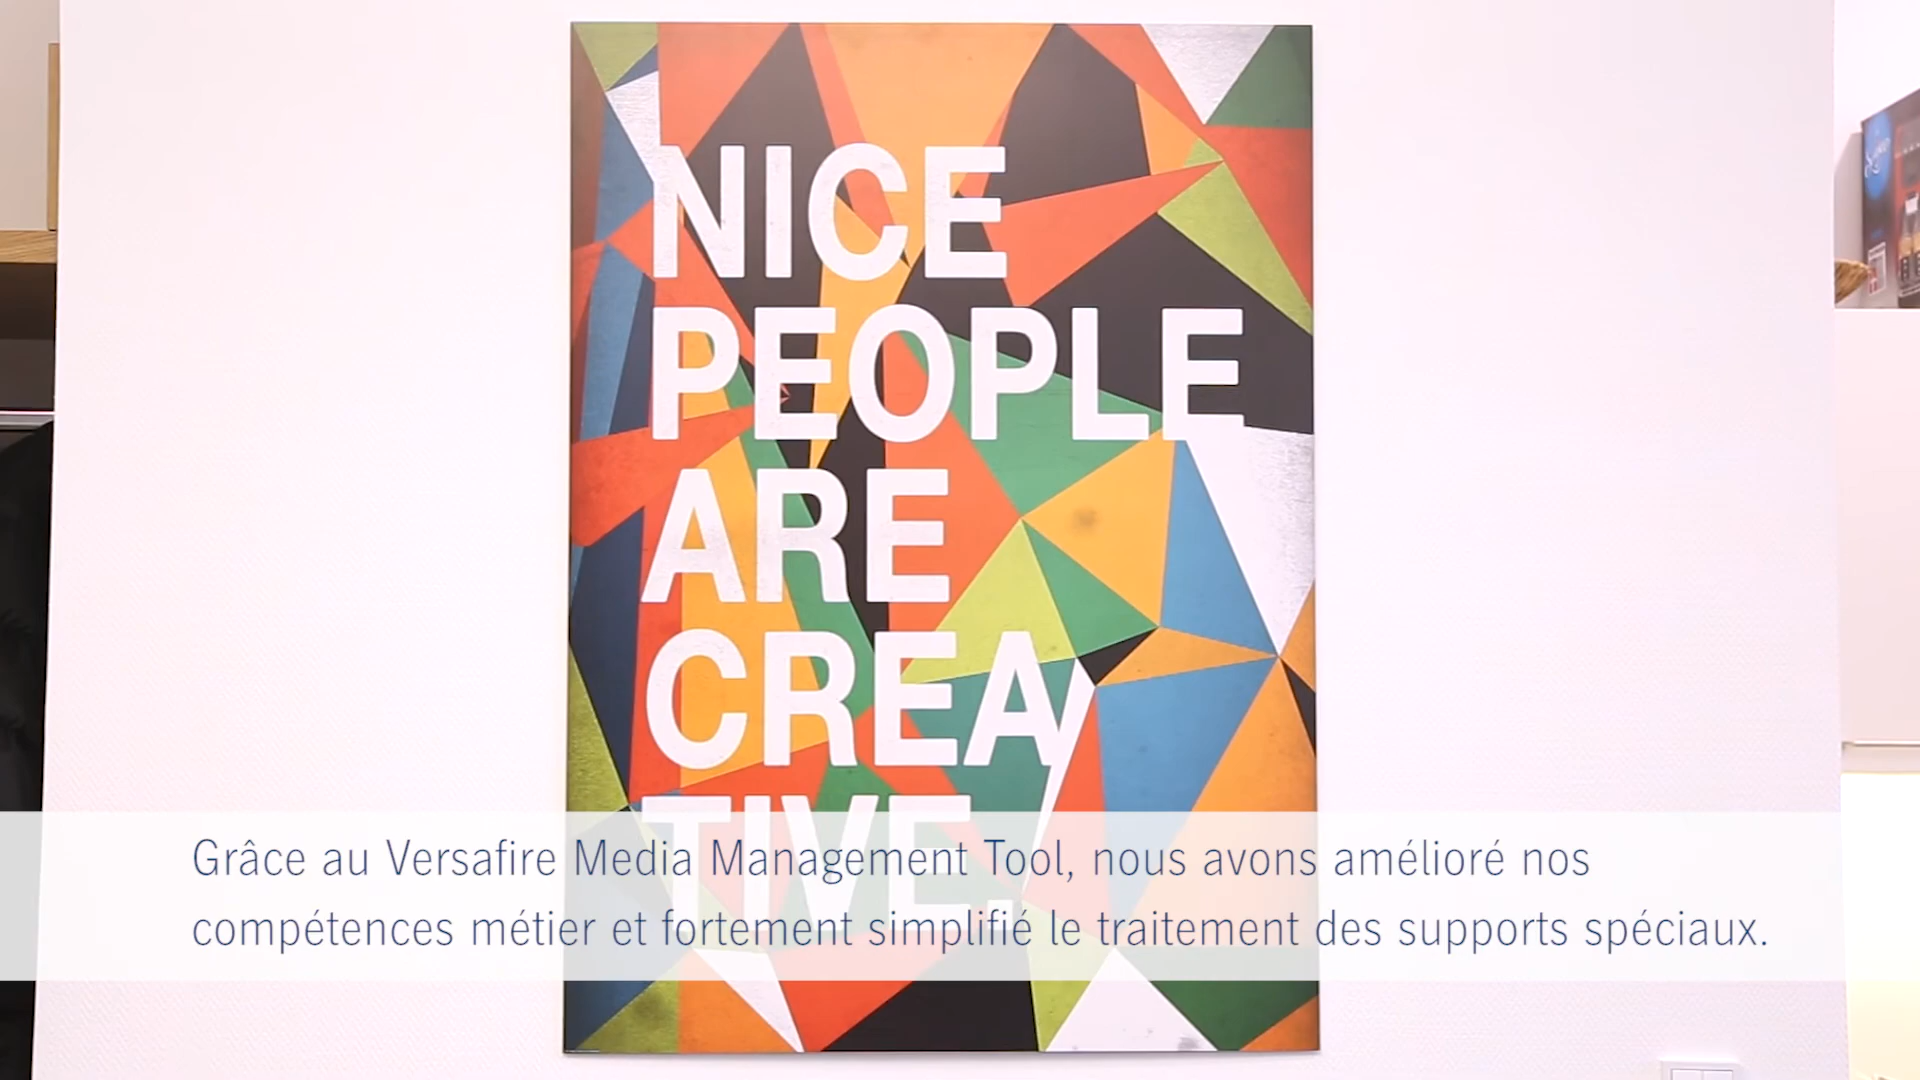 NICE
PEOPLE
ARE
CREA
TIVE.
Grâce au Versafire Media Management Tool, nous avons amélioré nos
compétences métier et fortement simplifié le traitement des supports spéciaux.